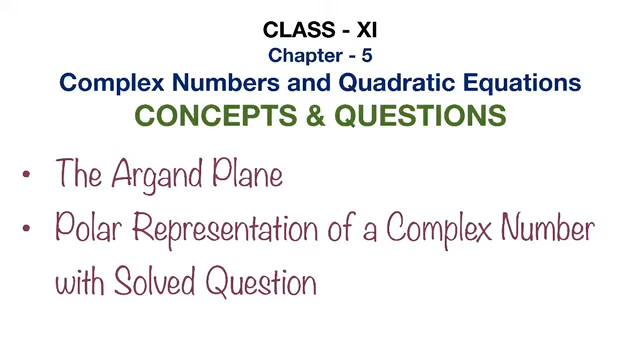 CLASS - XI
Chapter - 5
Complex Numbers and Quadratic Equations
CONCEPTS & QUESTIONS
• The Argand Plane
• Polar Representation of a Complex Number
with Solved Question